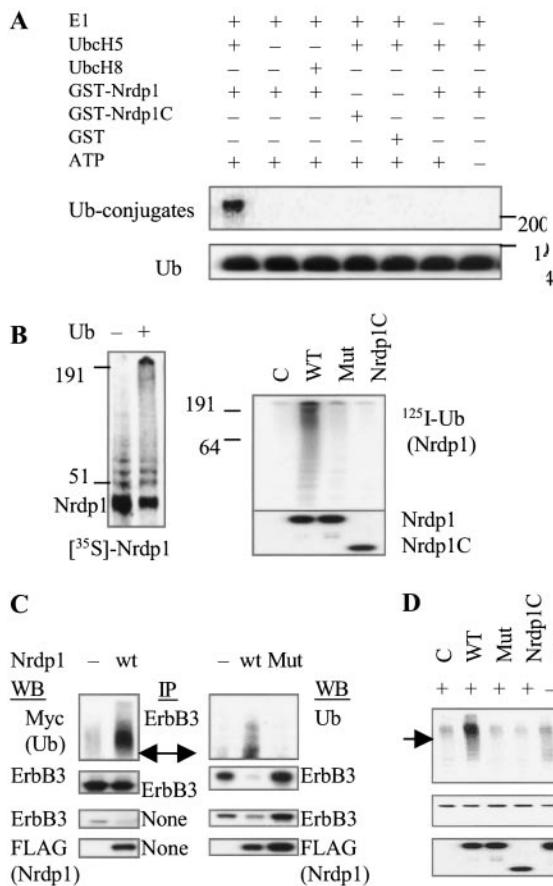 A
E1 + + + + + – +
UbcH5 + – – + + + +
UbcH8 – – + – – – –
GST-Nrdp1 + + + – – + +
GST-Nrdp1C – – – + – – –
GST – – – – + – –
ATP + + + + + + –
Ub-conjugates
200
Ub
B
Ub – +
191
51
Nrdp1
[35S]-Nrdp1
C WT Mut Nrdp1C
191
64
125I-Ub
(Nrdp1)
Nrdp1
Nrdp1C
C
Nrdp1 – wt – wt Mut
WB IP WB
Myc ErbB3 Ub
(Ub)
ErbB3 ErbB3 ErbB3
ErbB3 None ErbB3
FLAG None FLAG
(Nrdp1) (Nrdp1)
D
C WT Mut Nrdp1C
+ + + + –